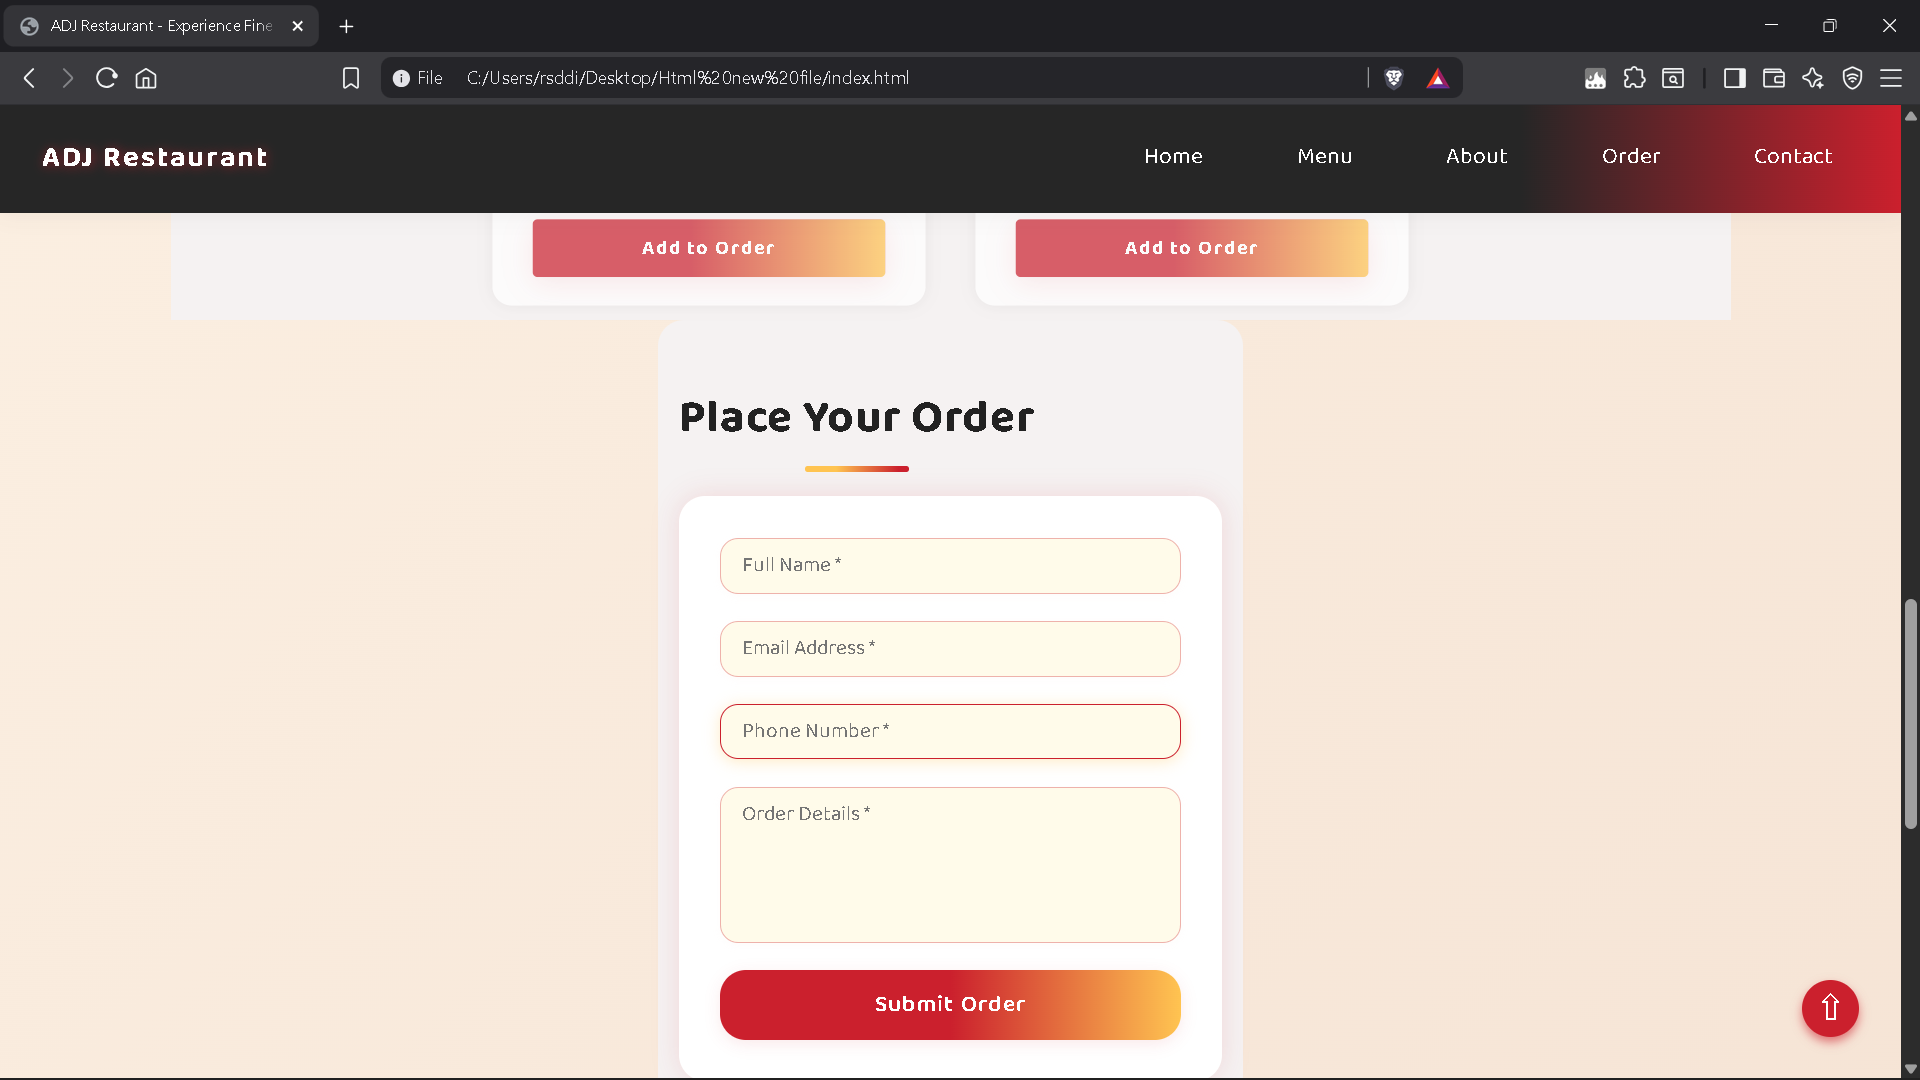 ADJ Restaurant - Experience Fine
File C:/Users/rsddi/Desktop/Html%20new%20file/index.html
ADJ Restaurant
Home Menu About Order Contact
Add to Order Add to Order
Place Your Order
Full Name *
Email Address *
Phone Number *
Order Details *
Submit Order